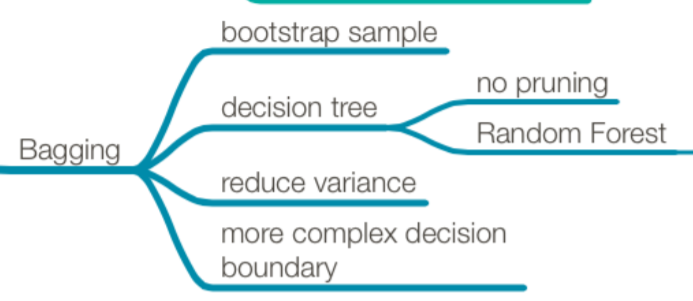 bootstrap sample
no pruning
decision tree
Random Forest
Bagging
reduce variance
more complex decision
boundary